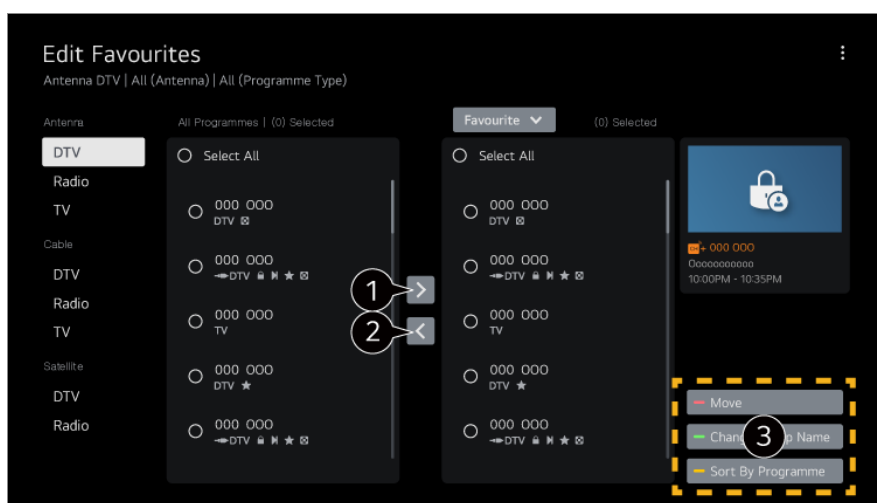 Edit Favourites
Antenna DTV | All (Antenna) | All (Programme Type)
Antenna
DTV
Radio
TV
Cable
DTV
Radio
TV
Satellite
DTV
Radio
All Programmes | (0) Selected
Select All
000 000
DTV
000 000
DTV
000 000
TV
000 000
DTV
000 000
DTV
1
2
Favourite
(0) Selected
Select All
000 000
DTV
000 000
DTV
000 000
TV
000 000
DTV
000 000
DTV
CH+ 000 000
Oooooooooo
10:00PM - 10:35PM
Move
3
Name
Sort By Programme